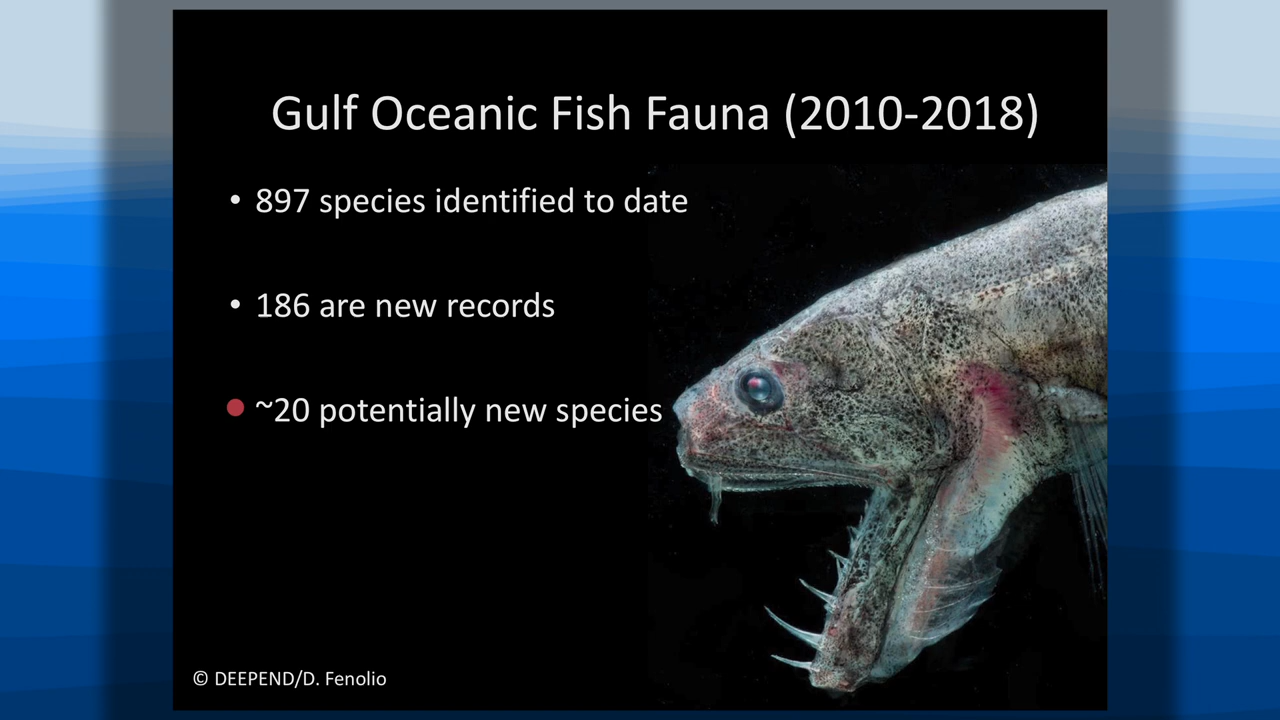 Gulf Oceanic Fish Fauna (2010-2018)
• 897 species identified to date
• 186 are new records
~20 potentially new species
© DEEPEND/D. Fenolio